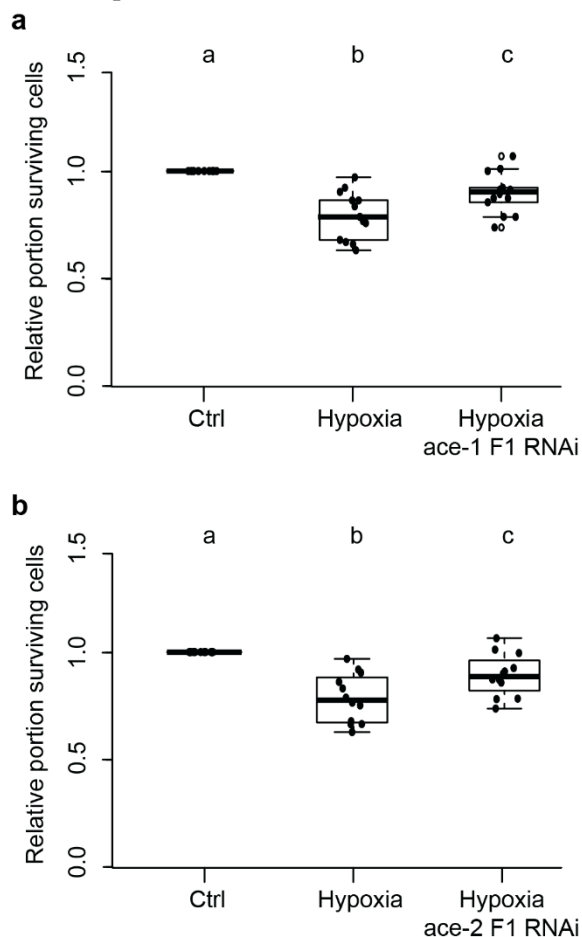 a
a b c
Relative portion surviving cells
1.5
1.0
0.5
0.0
Ctrl Hypoxia Hypoxia
ace-1 F1 RNAi
b
a b c
Relative portion surviving cells
1.5
1.0
0.5
0.0
Ctrl Hypoxia Hypoxia
ace-2 F1 RNAi